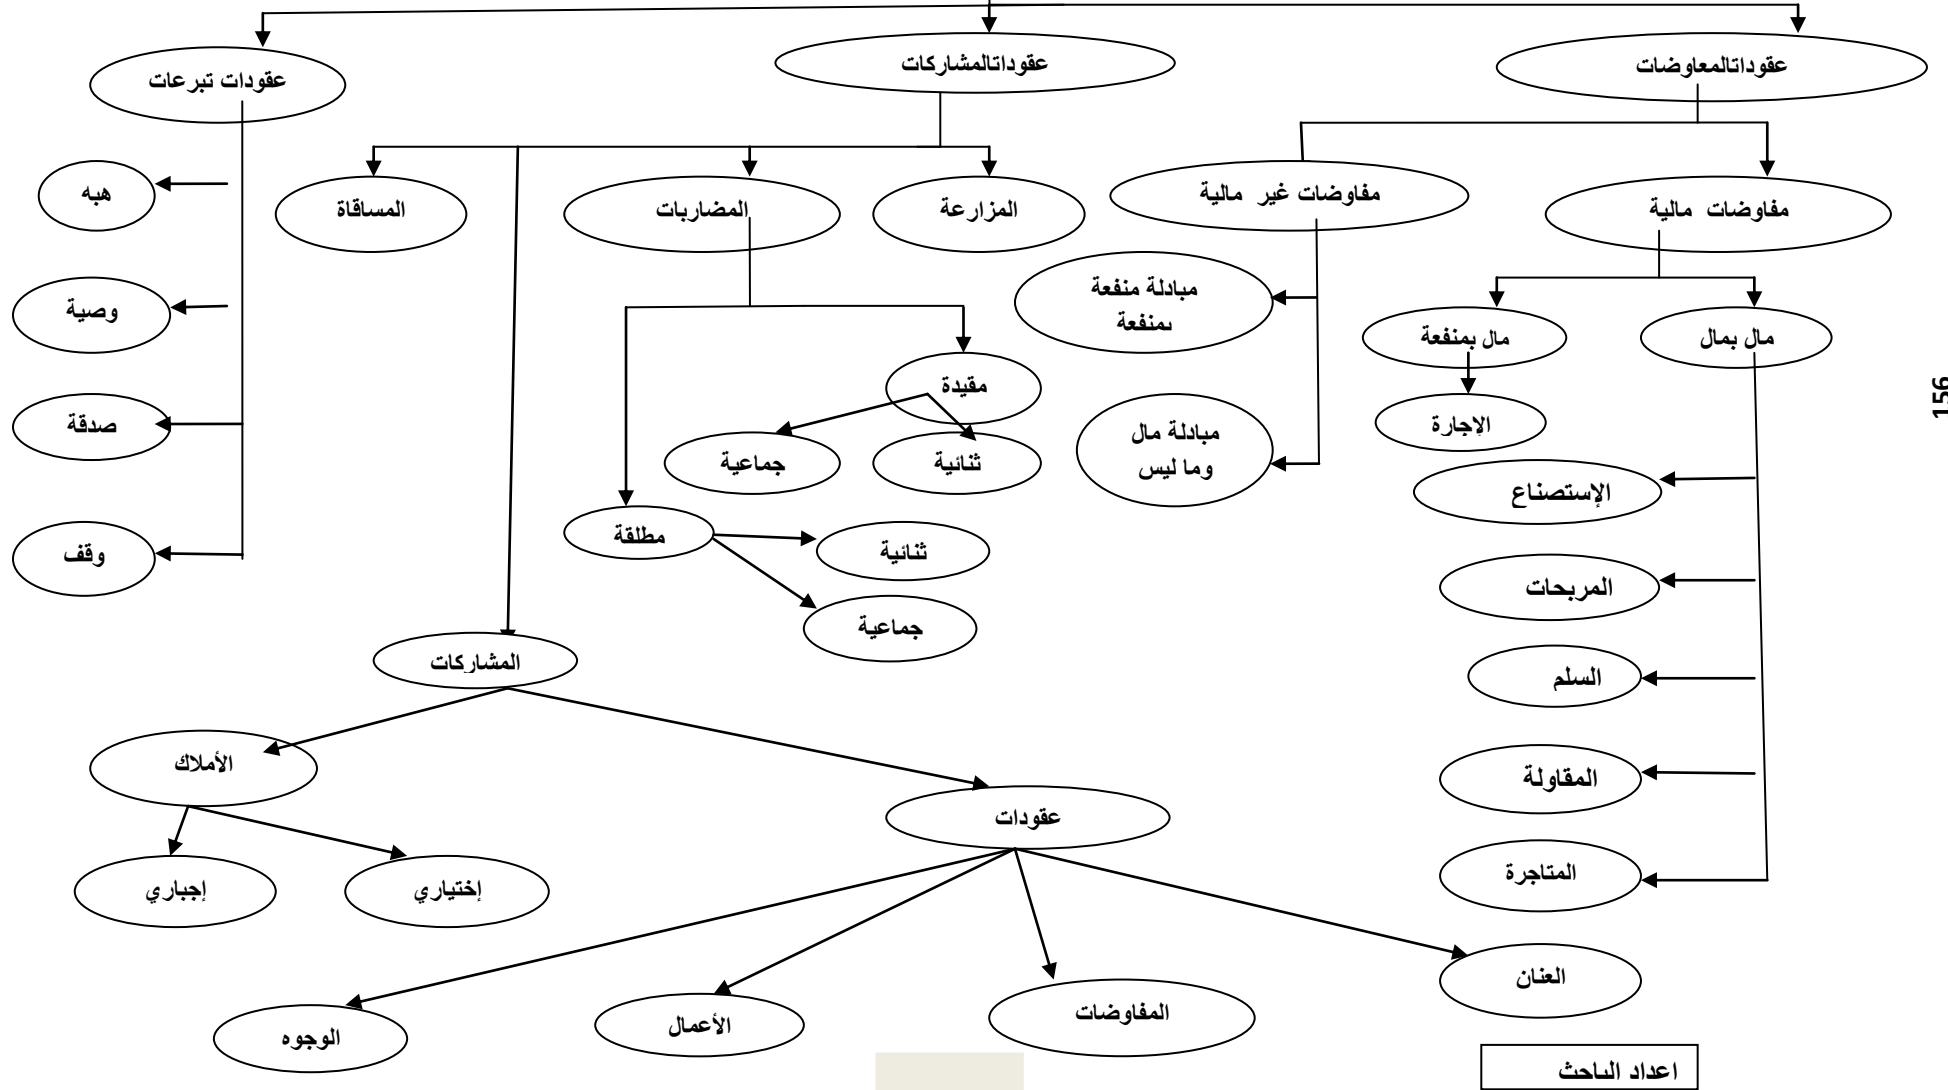 عقوداتالمعاوضات
عقوداتالمشاركات
عقودات تبرعات
مفاوضات مالية
مفاوضات غير مالية
المزارعة
المضاربات
المساقاة
هبه
وصية
صدقة
وقف
مال بمال
مال بمنفعة
الإجارة
مبادلة منفعة
بمنفعة
مبادلة مال
وما ليس
مقيدة
ثنائية
جماعية
مطلقة
ثنائية
جماعية
الإستصناع
المربحات
السلم
المقاولة
المتاجرة
المشاركات
الأملاك
عقودات
إختياري
إجباري
العنان
المفاوضات
الأعمال
الوجوه
اعداد الباحث
156